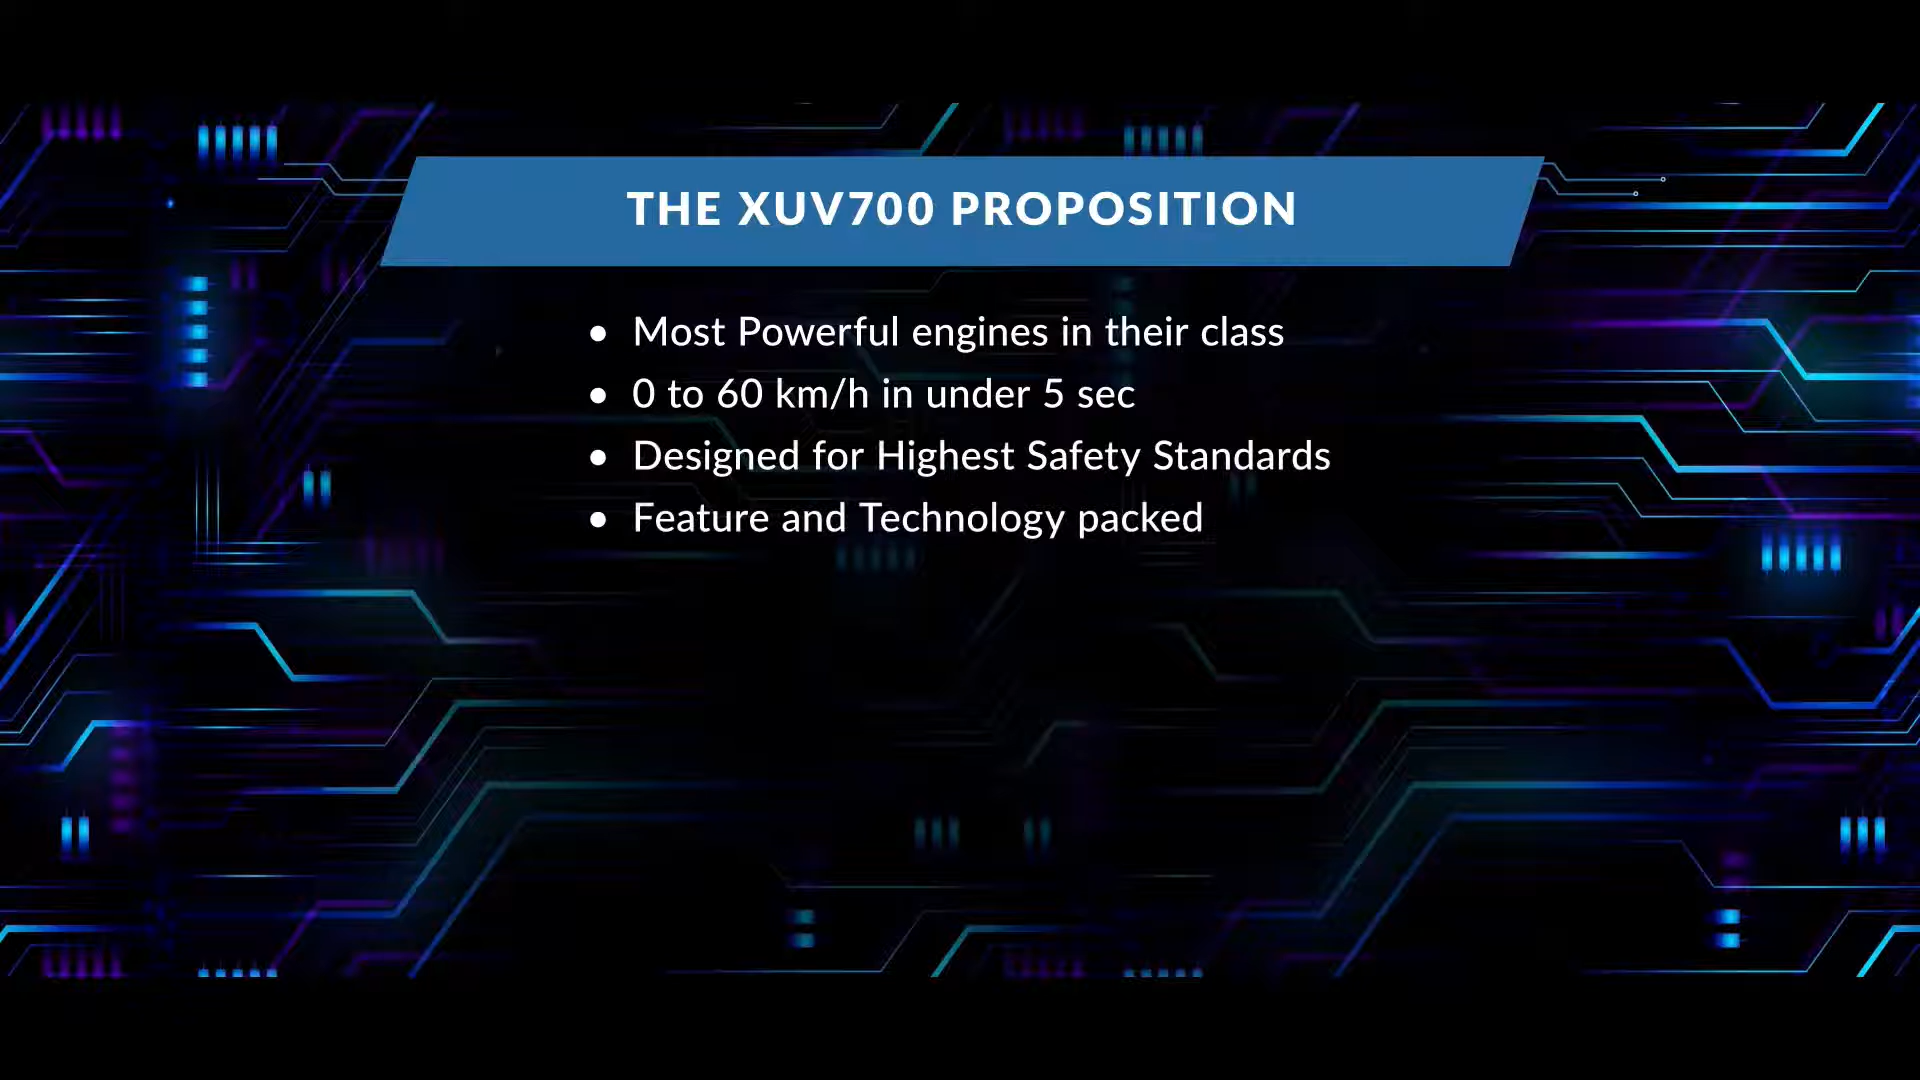 THE XUV700 PROPOSITION
• Most Powerful engines in their class
• 0 to 60 km/h in under 5 sec
• Designed for Highest Safety Standards
• Feature and Technology packed